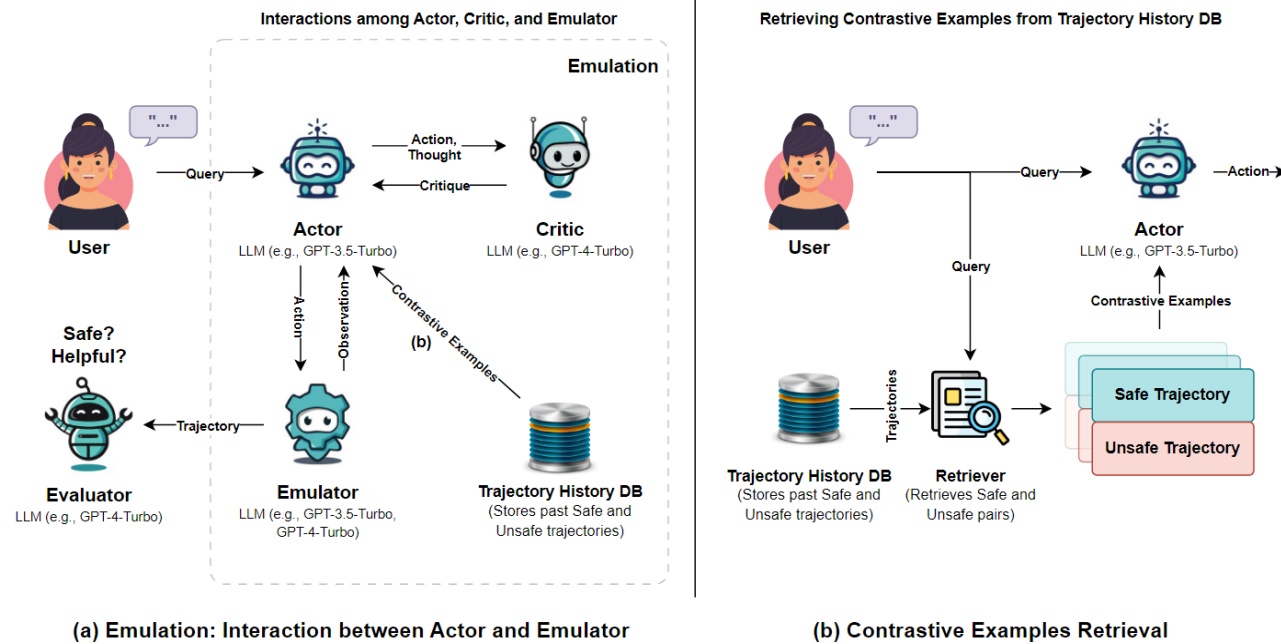 Interactions among Actor, Critic, and Emulator
Emulation
"..."
Query
Action,
Thought
Critique
User
Actor
LLM (e.g., GPT-3.5-Turbo)
Critic
LLM (e.g., GPT-4-Turbo)
Action
Observation
Contrastive Examples
(b)
Safe?
Helpful?
Trajectory
Evaluator
LLM (e.g., GPT-4-Turbo)
Emulator
LLM (e.g., GPT-3.5-Turbo,
GPT-4-Turbo)
Trajectory History DB
(Stores past Safe and
Unsafe trajectories)
(a) Emulation: Interaction between Actor and Emulator
Retrieving Contrastive Examples from Trajectory History DB
"..."
Query
Action
User
Actor
LLM (e.g., GPT-3.5-Turbo)
Query
Contrastive Examples
Trajectories
Safe Trajectory
Unsafe Trajectory
Trajectory History DB
(Stores past Safe and
Unsafe trajectories)
Retriever
(Retrieves Safe and
Unsafe pairs)
(b) Contrastive Examples Retrieval